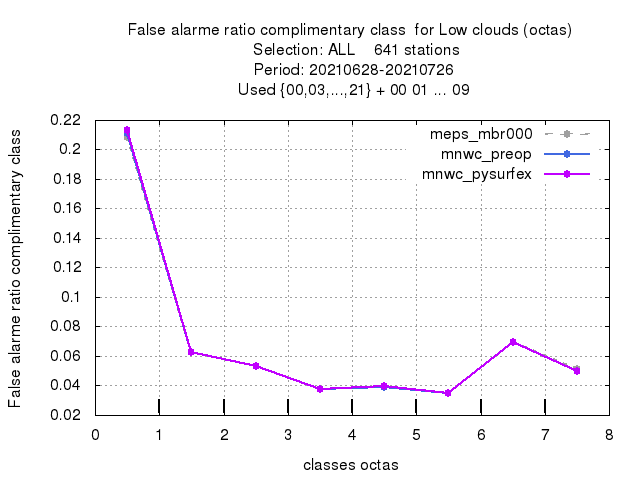 False alarme ratio complimentary class  for Low clouds (octas)
Selection: ALL    641 stations
Period: 20210628-20210726
Used {00,03,...,21} + 00 01 ... 09
meps_mbr000
mnwc_preop
mnwc_pysurfex
False alarme ratio complimentary class
0.22
0.2
0.18
0.16
0.14
0.12
0.1
0.08
0.06
0.04
0.02
0 1 2 3 4 5 6 7 8
classes octas